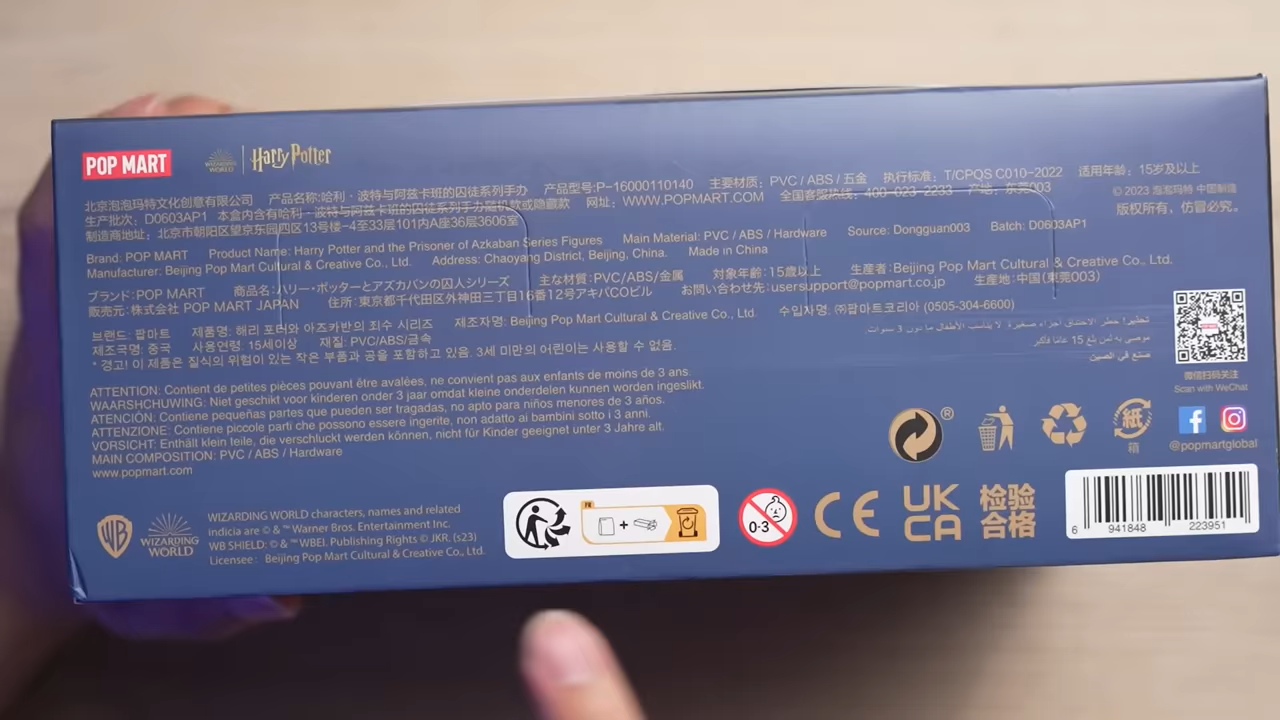 POP MART
WIZARDING WORLD
Harry Potter
北京泡泡玛特文化创意有限公司 产品名称:哈利·波特与阿兹卡班的囚徒系列手办 产品型号:P-16000110140 主要材质: PVC / ABS / 五金 执行标准: T/CPQS C010-2022 适用年龄: 15岁及以上
生产批次: D0603AP1 本盒内含有哈利·波特与阿兹卡班的囚徒系列手办随机款或隐藏款 网址: WWW.POPMART.COM 全国客服热线: 400-023-2233 产地: 东莞003
制造商地址: 北京市朝阳区望京东园四区13号楼-4至33层101内A座36层3606室
© 2023 泡泡玛特 中国制造
版权所有，仿冒必究。
Brand: POP MART Product Name: Harry Potter and the Prisoner of Azkaban Series Figures Main Material: PVC / ABS / Hardware Source: Dongguan003 Batch: D0603AP1
Manufacturer: Beijing Pop Mart Cultural & Creative Co., Ltd. Address: Chaoyang District, Beijing, China. Made in China
ブランド: POP MART 商品名: ハリー・ポッターとアズカバンの囚人シリーズ 主な材質: PVC/ABS/金属 対象年齢: 15歳以上 生産者: Beijing Pop Mart Cultural & Creative Co., Ltd.
販売元: 株式会社 POP MART JAPAN 住所: 東京都千代田区外神田三丁目16番12号アキバCOビル お問い合わせ先: usersupport@popmart.co.jp 生産地: 中国(東莞003)
브랜드: 팝마트 제품명: 해리 포터와 아즈카반의 죄수 시리즈 제조자명: Beijing Pop Mart Cultural & Creative Co., Ltd. 수입자명: ㈜팝마트코리아 (0505-304-6600)
제조국명: 중국 사용연령: 15세이상 재질: PVC/ABS/금속
* 경고! 이 제품은 질식의 위험이 있는 작은 부품과 공을 포함하고 있음. 3세 미만의 어린이는 사용할 수 없음.
تحذير! خطر الاختناق أجزاء صغيرة لا يناسب الأطفال ما دون 3 سنوات.
موصى به لمن بلغ 15 عامًا فأكبر
صنع في الصين
ATTENTION: Contient de petites pièces pouvant être avalées, ne convient pas aux enfants de moins de 3 ans.
WAARSHCHUWING: Niet geschikt voor kinderen onder 3 jaar omdat kleine onderdelen kunnen worden ingeslikt.
ATENCIÓN: Contiene pequeñas partes que pueden ser tragadas, no apto para niños menores de 3 años.
ATTENZIONE: Contiene piccole parti che possono essere ingerite, non adatto ai bambini sotto i 3 anni.
VORSICHT: Enthält klein teile, die verschluckt werden können, nicht für Kinder geeignet unter 3 Jahre alt.
MAIN COMPOSITION: PVC / ABS / Hardware
www.popmart.com
微信扫码关注
Scan with WeChat
®
紙
箱
@popmartglobal
WB
WIZARDING WORLD
WIZARDING WORLD characters, names and related
indicia are © & ™ Warner Bros. Entertainment Inc.
WB SHIELD: © & ™ WBEI. Publishing Rights © JKR. (s23)
Licensee : Beijing Pop Mart Cultural & Creative Co., Ltd.
FR
+
0-3
CE
UK
CA
检验
合格
6 941848 223951